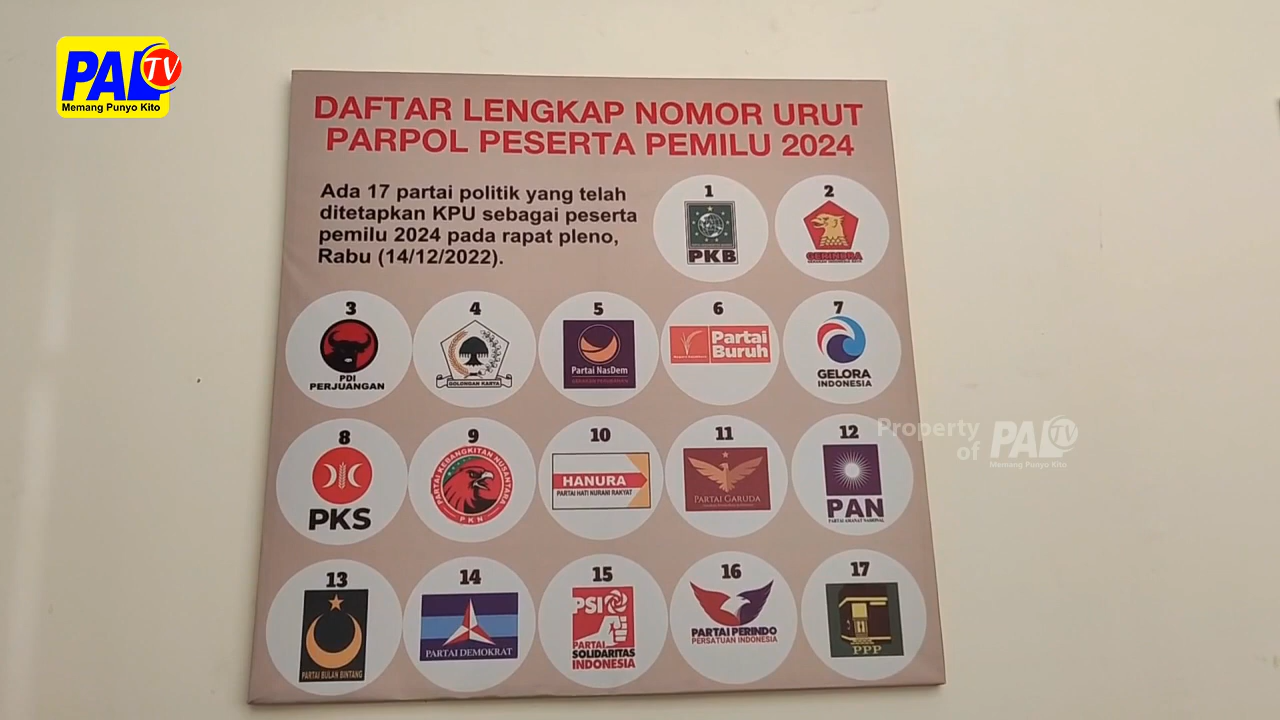 PAL TV
Memang Punyo Kito
DAFTAR LENGKAP NOMOR URUT
PARPOL PESERTA PEMILU 2024
Ada 17 partai politik yang telah
ditetapkan KPU sebagai peserta
pemilu 2024 pada rapat pleno,
Rabu (14/12/2022).
1
PKB
2
GERINDRA
3
PDI
PERJUANGAN
4
GOLONGAN KARYA
5
Partai NasDem
6
Partai
Buruh
7
GELORA
INDONESIA
8
PKS
9
PARTAI KEBANGKITAN NUSANTARA
PKN
10
HANURA
PARTAI HATI NURANI RAKYAT
11
PARTAI GARUDA
12
PAN
PARTAI AMANAT NASIONAL
13
PARTAI BULAN BINTANG
14
PARTAI DEMOKRAT
15
PSI
PARTAI
SOLIDARITAS
INDONESIA
16
PARTAI PERINDO
PERSATUAN INDONESIA
17
PPP
Property
of
PAL TV
Memang Punyo Kito